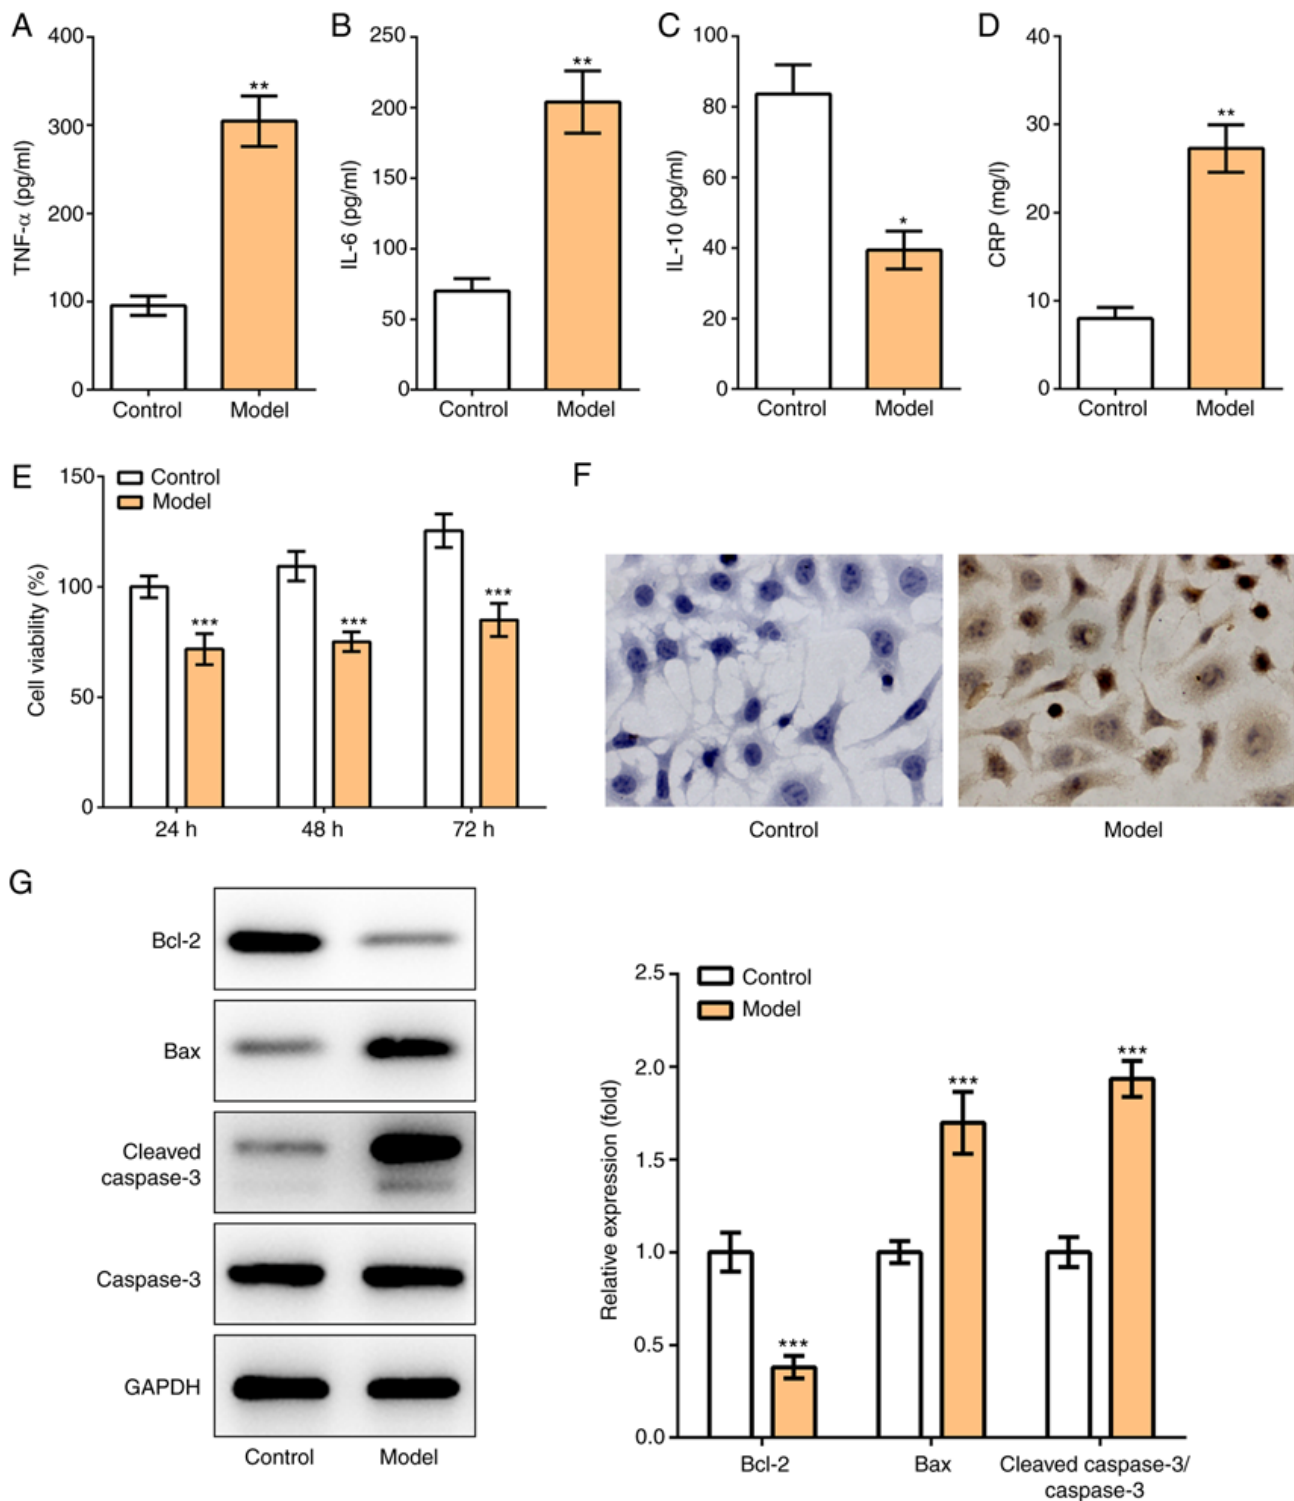 A
400
300
200
100
0
TNF-α (pg/ml)
**
Control
Model
B
250
200
150
100
50
0
IL-6 (pg/ml)
**
Control
Model
C
100
80
60
40
20
0
IL-10 (pg/ml)
*
Control
Model
D
40
30
20
10
0
CRP (mg/l)
**
Control
Model
E
150
100
50
0
Cell viability (%)
Control
Model
***
***
***
24 h
48 h
72 h
F
Control
Model
G
Bcl-2
Bax
Cleaved
caspase-3
Caspase-3
GAPDH
Control
Model
2.5
2.0
1.5
1.0
0.5
0.0
Relative expression (fold)
Control
Model
***
***
***
Bcl-2
Bax
Cleaved caspase-3/
caspase-3